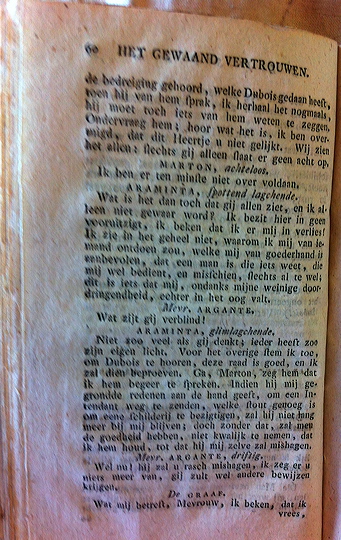 60 HET GEWAAND VERTROUWEN.
de bedreiging gehoord, welke Dubois gedaan heeft,
toen hij van hem sprak, ik herhaal het nogmaals,
hij moet toch iets van hem weten te zeggen.
Ondervraeg hem; hoor wat het is, ik ben over-
tuigd, dat dit Heertje u niet gelijkt. Wij zien
het allen: slechts gij alleen slaat er geen acht op.
MARTON, achteloos.
Ik ben er ten minste niet over voldaan.
ARAMINTA, spottend lagchende.
Wat is het dan toch dat gij allen ziet, en ik al-
leen niet gewaar word? Ik bezit hier in geen
vooruitzigt, ik beken dat ik er mij in verlies!
Ik zie in het geheel niet, waarom ik mij van ie-
mand ontdoen zou, welke mij van goederhand is
aanbevolen, dat een man is die iets weet, die
mij wel bedient, en misschien, slechts al te wel;
dit is iets dat mij, ondanks mijne weinige door-
dringendheid, echter in het oog valt.
Mevr. ARGANTE.
Wat zijt gij verblind!
ARAMINTA, glimlagchende.
Niet zoo veel als gij denkt; ieder heeft zoo
zijn eigen licht. Voor het overige stem ik toe,
om Dubois te hooren, deze raad is goed, en ik
zal dien beproeven. Ga, Marton, zeg hem dat
ik hem begeer te spreken. Indien hij mij ge-
grondde redenen aan de hand geeft, om een In-
tendant weg te zenden, welke stout genoeg is
om eene schilderij te bezigtigen, zal hij niet lang
meer bij mij blijven; doch zonder dat, zal men
de goedheid hebben, niet kwalijk te nemen, dat
ik hem houd, tot dat hij mij zelve zal mishagen.
Mevr. ARGANTE, driftig.
Wel nu! hij zal u rasch mishagen, ik zeg er u
niets meer van, gij zult wel andere bewijzen
krijgen.
De GRAAF.
Wat mij betreft, Mevrouw, ik beken, dat ik
vrees,